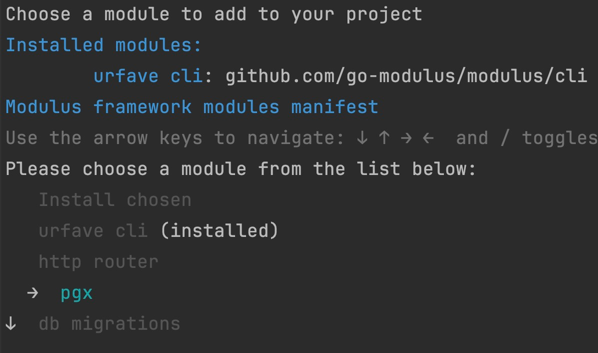 Choose a module to add to your project
Installed modules:
urfave cli: github.com/go-modulus/modulus/cli
Modulus framework modules manifest
Use the arrow keys to navigate: ↓ ↑ → ← and / toggles
Please choose a module from the list below:
Install chosen
urfave cli (installed)
http router
→ pgx
↓ db migrations